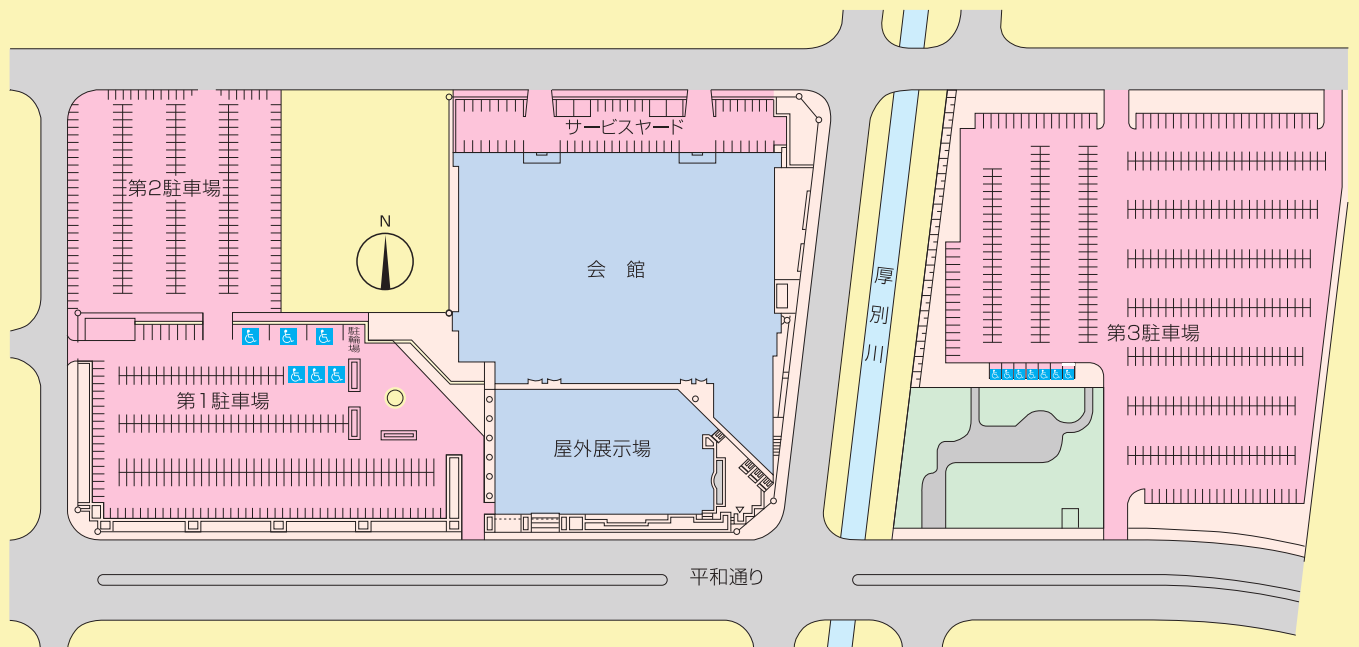 サービスヤード
第2駐車場
N
会 館
厚別川
駐輪場
第3駐車場
第1駐車場
屋外展示場
平和通り